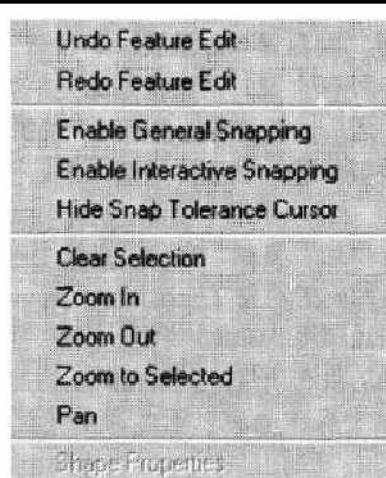 Undo Feature Edit
Redo Feature Edit
Enable General Snapping
Enable Interactive Snapping
Hide Snap Tolerance Cursor
Clear Selection
Zoom In
Zoom Out
Zoom to Selected
Pan
Shape Properties